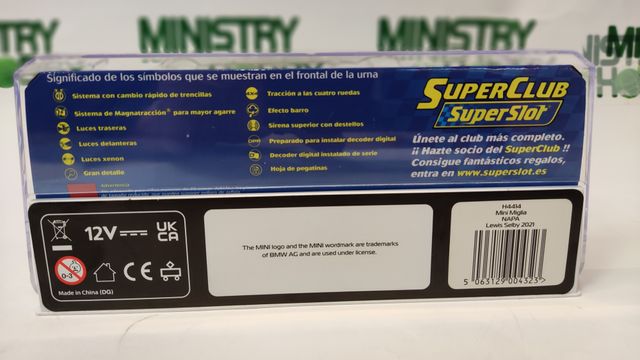 MINISTRY
MINISTRY
MINISTRY
Significado de los símbolos que se muestran en el frontal de la urna
Sistema con cambio rápido de trencillas
Sistema de Magnatracción® para mayor agarre
Luces traseras
Luces delanteras
Luces xenon
Gran detalle
Tracción a las cuatro ruedas
Efecto barro
Sirena superior con destellos
Preparado para instalar decoder digital
Decoder digital instalado de serie
Hoja de pegatinas
SUPERCLUB
SUPERSLOT
Únete al club más completo.
¡¡ Hazte socio del SuperClub !!
Consigue fantásticos regalos,
entra en www.superslot.es
Advertencia
12V
UK
CA
0-3
CE
Made in China (DG)
The MINI logo and the MINI wordmark are trademarks
of BMW AG and are used under license.
H4414
Mini Miglia
NAPA
Lewis Selby 2021
5 063129 004323 >